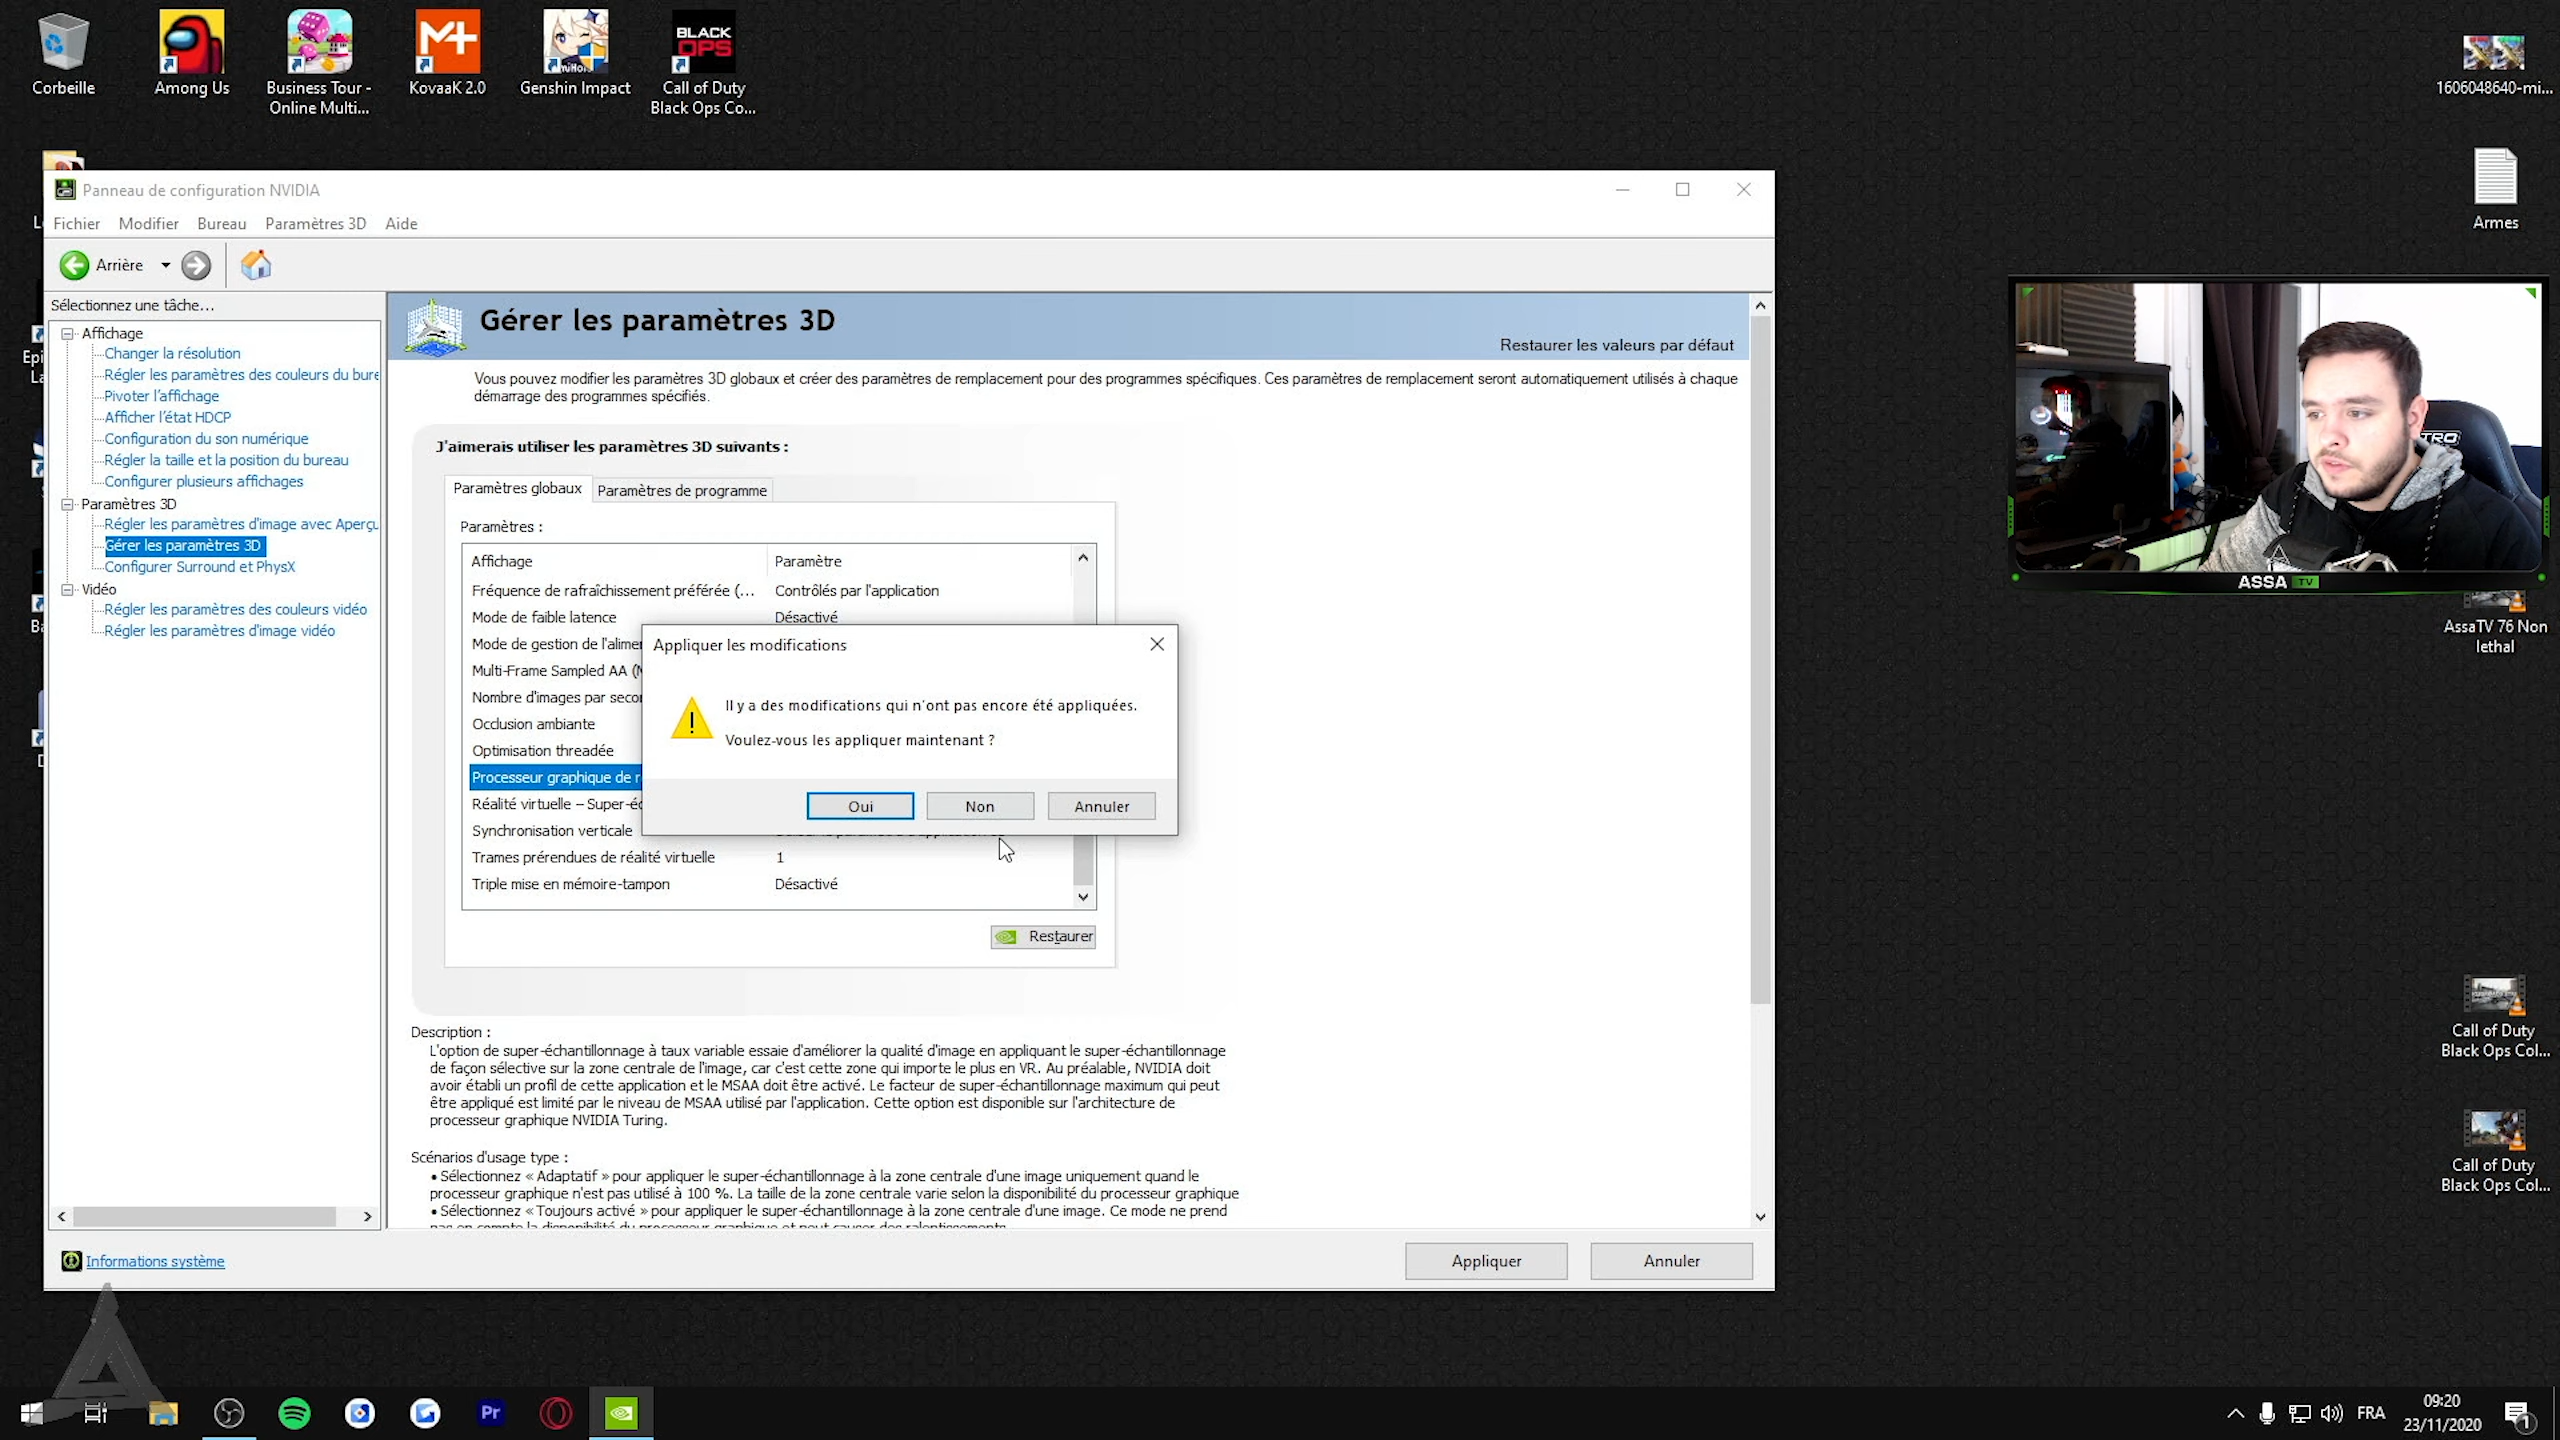 Corbeille
Among Us
Business Tour -
Online Multi...
KovaaK 2.0
Genshin Impact
BLACK
OPS
Call of Duty
Black Ops Co...
1606048640-mi...
Armes
Panneau de configuration NVIDIA
Fichier Modifier Bureau Paramètres 3D Aide
Arrière
Sélectionnez une tâche...
Affichage
Changer la résolution
Régler les paramètres des couleurs du bure
Pivoter l'affichage
Afficher l'état HDCP
Configuration du son numérique
Régler la taille et la position du bureau
Configurer plusieurs affichages
Paramètres 3D
Régler les paramètres d'image avec Aperçu
Gérer les paramètres 3D
Configurer Surround et PhysX
Vidéo
Régler les paramètres des couleurs vidéo
Régler les paramètres d'image vidéo
Gérer les paramètres 3D
Restaurer les valeurs par défaut
Vous pouvez modifier les paramètres 3D globaux et créer des paramètres de remplacement pour des programmes spécifiques. Ces paramètres de remplacement seront automatiquement utilisés à chaque
démarrage des programmes spécifiés.
J'aimerais utiliser les paramètres 3D suivants :
Paramètres globaux Paramètres de programme
Paramètres :
Affichage Paramètre
Fréquence de rafraîchissement préférée (... Contrôlés par l'application
Mode de faible latence Désactivé
Mode de gestion de l'alimen
Multi-Frame Sampled AA (M
Nombre d'images par secon
Occlusion ambiante
Optimisation threadée
Processeur graphique de r
Réalité virtuelle – Super-éc
Synchronisation verticale
Trames prérendues de réalité virtuelle 1
Triple mise en mémoire-tampon Désactivé
Restaurer
Appliquer les modifications
Il y a des modifications qui n'ont pas encore été appliquées.
Voulez-vous les appliquer maintenant ?
Oui Non Annuler
Description :
L'option de super-échantillonnage à taux variable essaie d'améliorer la qualité d'image en appliquant le super-échantillonnage
de façon sélective sur la zone centrale de l'image, car c'est cette zone qui importe le plus en VR. Au préalable, NVIDIA doit
avoir établi un profil de cette application et le MSAA doit être activé. Le facteur de super-échantillonnage maximum qui peut
être appliqué est limité par le niveau de MSAA utilisé par l'application. Cette option est disponible sur l'architecture de
processeur graphique NVIDIA Turing.
Scénarios d'usage type :
• Sélectionnez « Adaptatif » pour appliquer le super-échantillonnage à la zone centrale d'une image uniquement quand le
processeur graphique n'est pas utilisé à 100 %. La taille de la zone centrale varie selon la disponibilité du processeur graphique
• Sélectionnez « Toujours activé » pour appliquer le super-échantillonnage à la zone centrale d'une image. Ce mode ne prend
pas en compte la disponibilité du processeur graphique et peut causer des ralentissements.
Informations système
Appliquer Annuler
ASSA TV
AssaTV 76 Non
lethal
Call of Duty
Black Ops Col...
Call of Duty
Black Ops Col...
Pr
FRA
09:20
23/11/2020
1